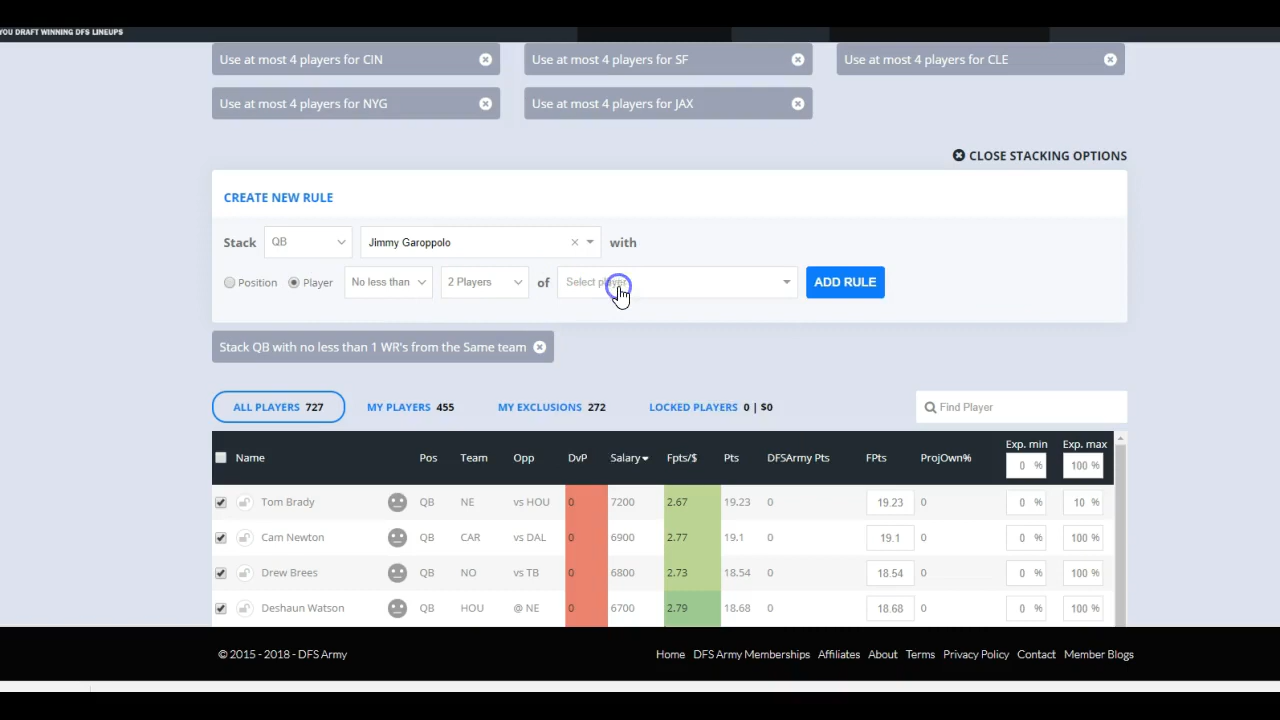 YOU DRAFT WINNING DFS LINEUPS
Use at most 4 players for CIN
Use at most 4 players for SF
Use at most 4 players for CLE
Use at most 4 players for NYG
Use at most 4 players for JAX
CLOSE STACKING OPTIONS
CREATE NEW RULE
Stack QB Jimmy Garoppolo × with
Position Player No less than 2 Players of Select player ADD RULE
Stack QB with no less than 1 WR's from the Same team
ALL PLAYERS 727 MY PLAYERS 455 MY EXCLUSIONS 272 LOCKED PLAYERS 0 | $0 Find Player
Name Pos Team Opp DvP Salary Fpts/$ Pts DFSArmy Pts FPts ProjOwn% Exp. min 0 % Exp. max 100 %
Tom Brady QB NE vs HOU 0 7200 2.67 19.23 0 19.23 0 0 % 10 %
Cam Newton QB CAR vs DAL 0 6900 2.77 19.1 0 19.1 0 0 % 100 %
Drew Brees QB NO vs TB 0 6800 2.73 18.54 0 18.54 0 0 % 100 %
Deshaun Watson QB HOU @ NE 0 6700 2.79 18.68 0 18.68 0 0 % 100 %
© 2015 - 2018 - DFS Army Home DFS Army Memberships Affiliates About Terms Privacy Policy Contact Member Blogs